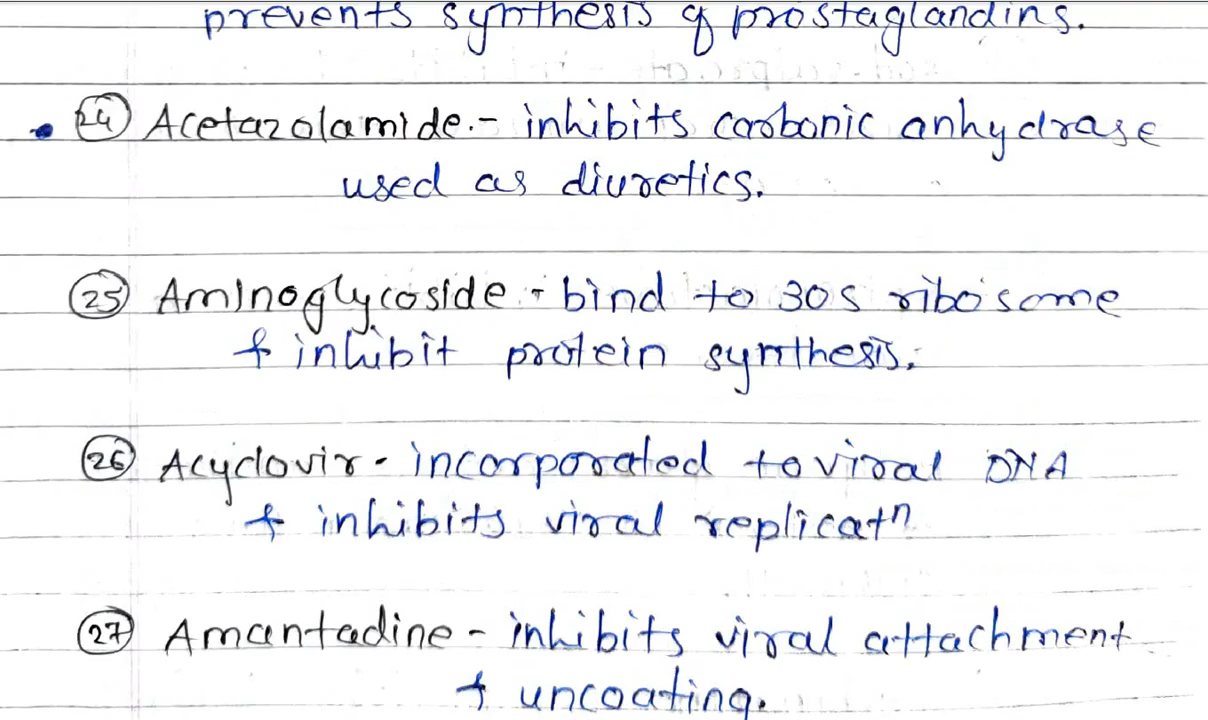 prevents synthesis of prostaglandins.
24 Acetazolamide.- inhibits carbonic anhydrase
used as diuretics.
25 Aminoglycoside - bind to 30s ribosome
& inhibit protein synthesis.
26 Acyclovir - incorporated to viral DNA
& inhibits viral replicatn
27 Amantadine - inhibits viral attachment
& uncoating.